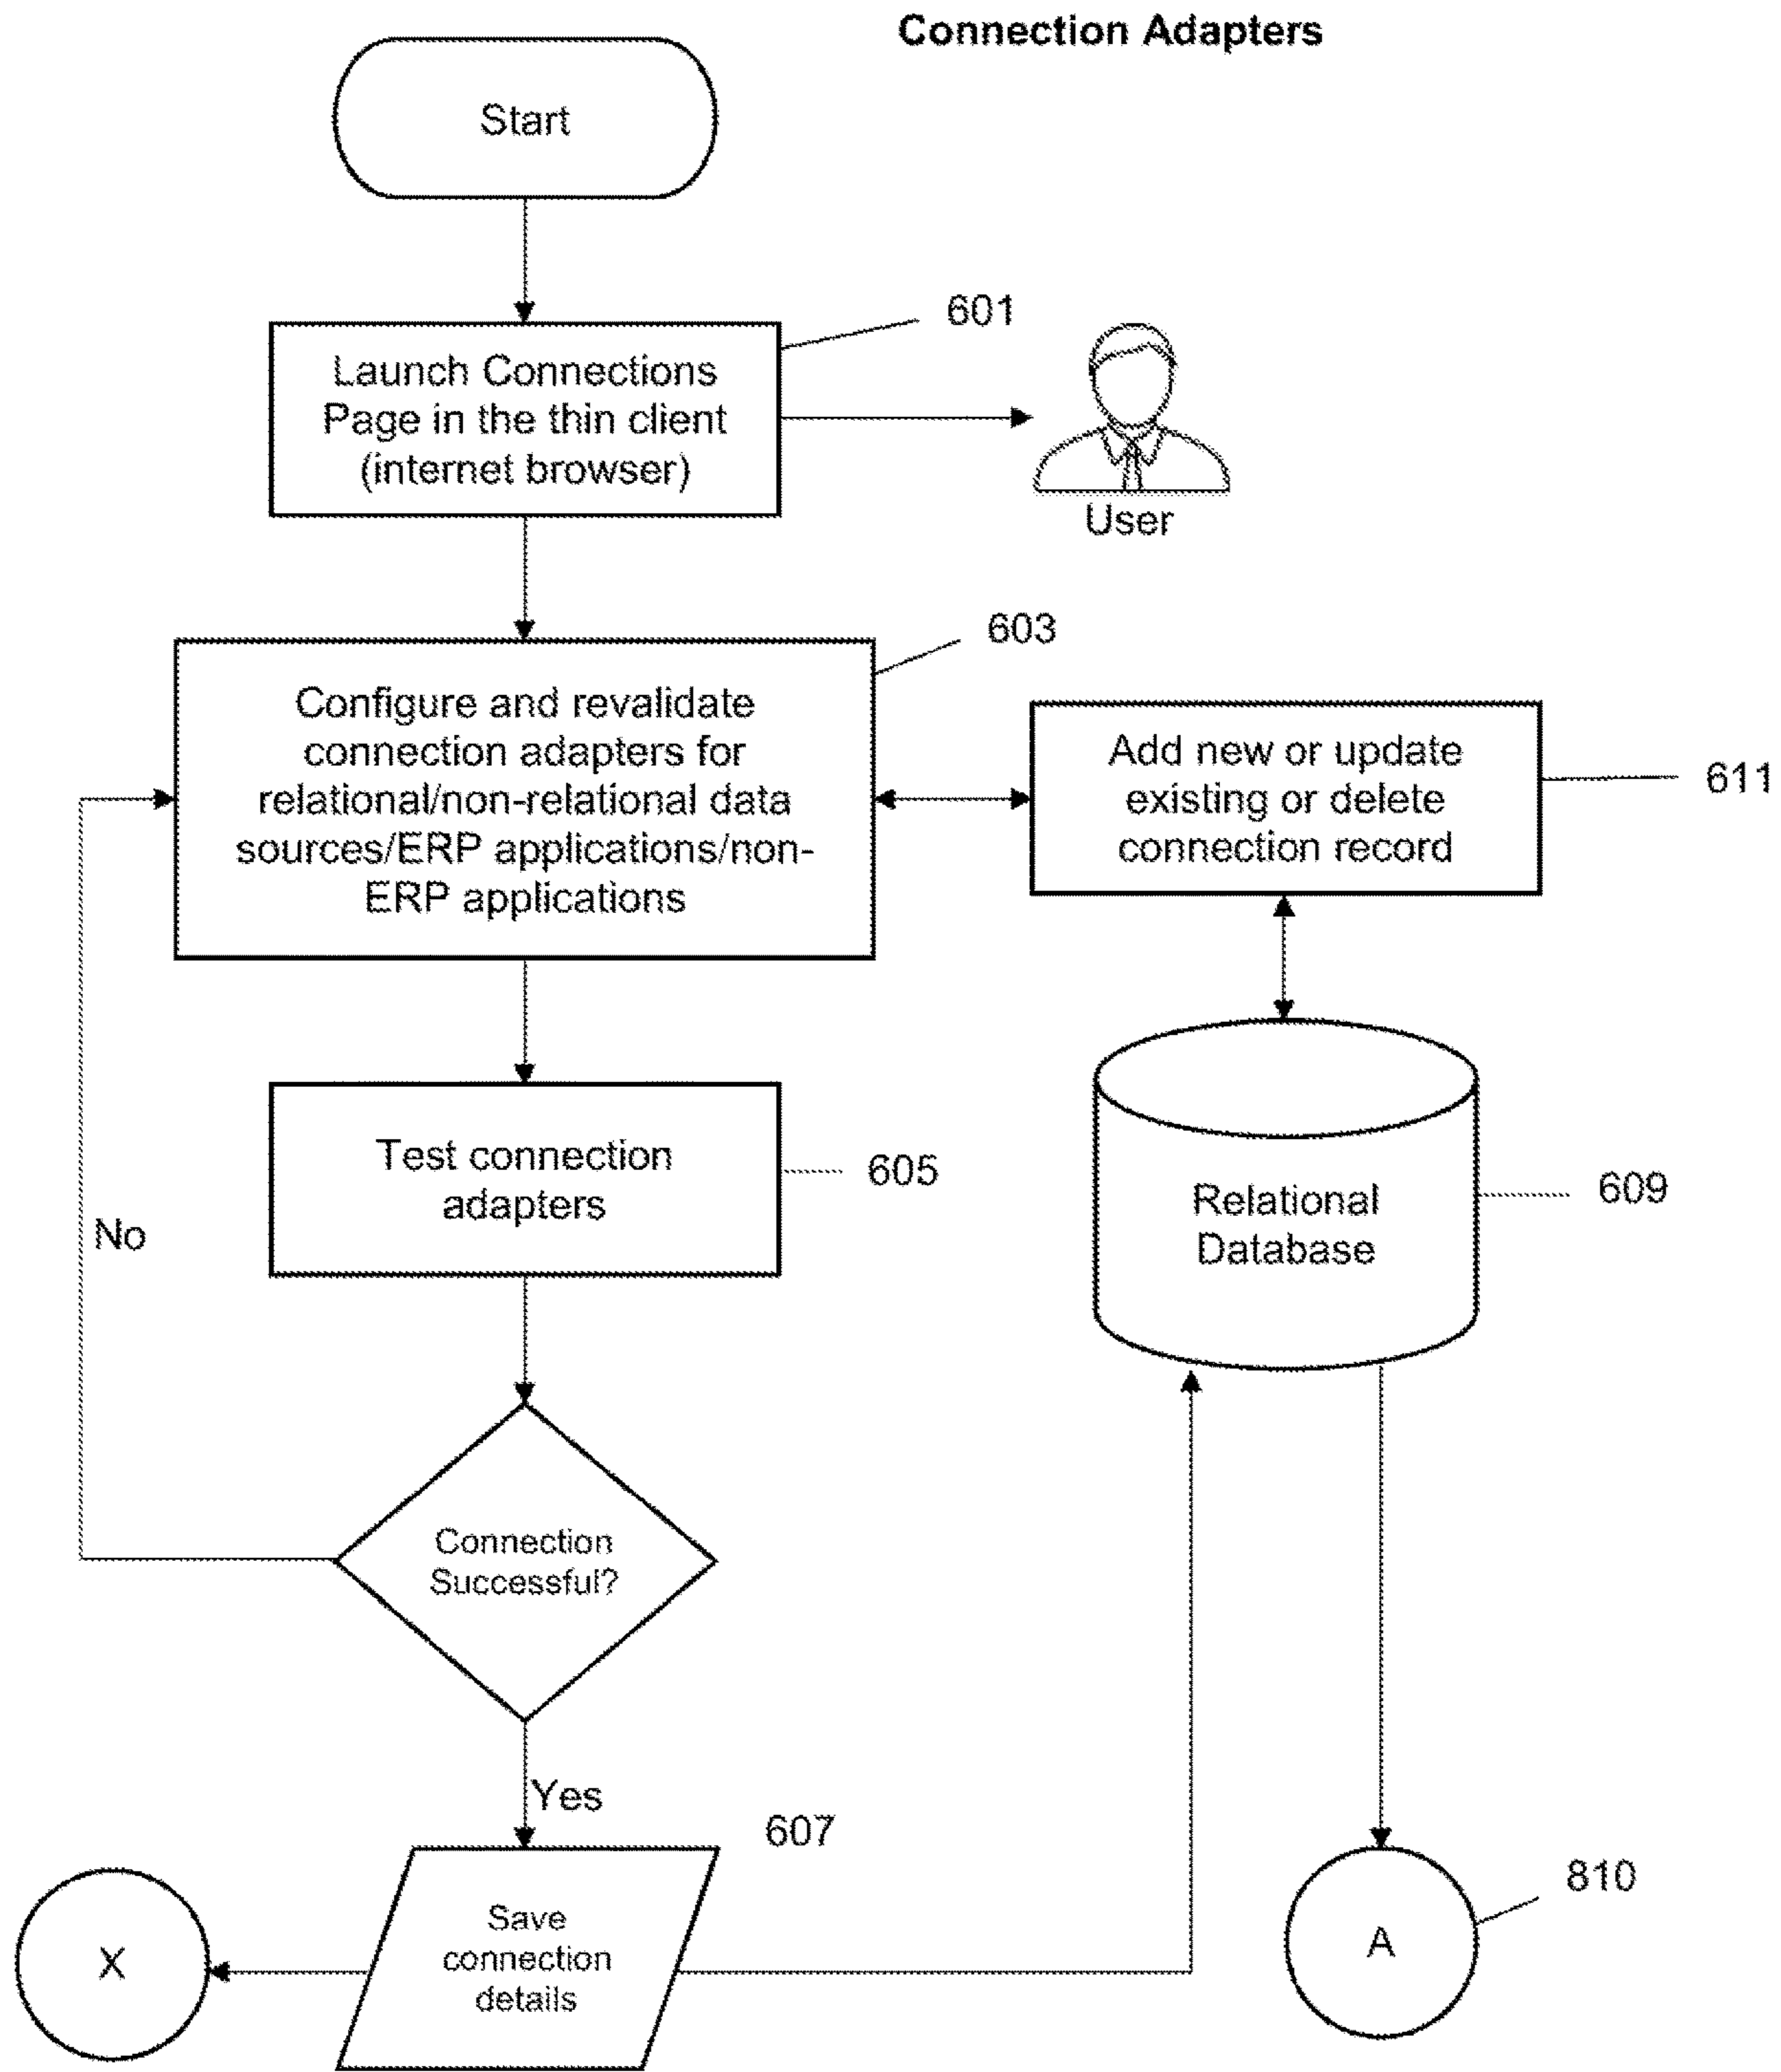 Connection Adapters
Start
601
Launch Connections
Page in the thin client
(internet browser)
User
603
Configure and revalidate
connection adapters for
relational/non-relational data
sources/ERP applications/non-
ERP applications
Add new or update
existing or delete
connection record
611
Test connection
adapters
605
Relational
Database
609
No
Connection
Successful?
Yes
607
Save
connection
details
X
A
810